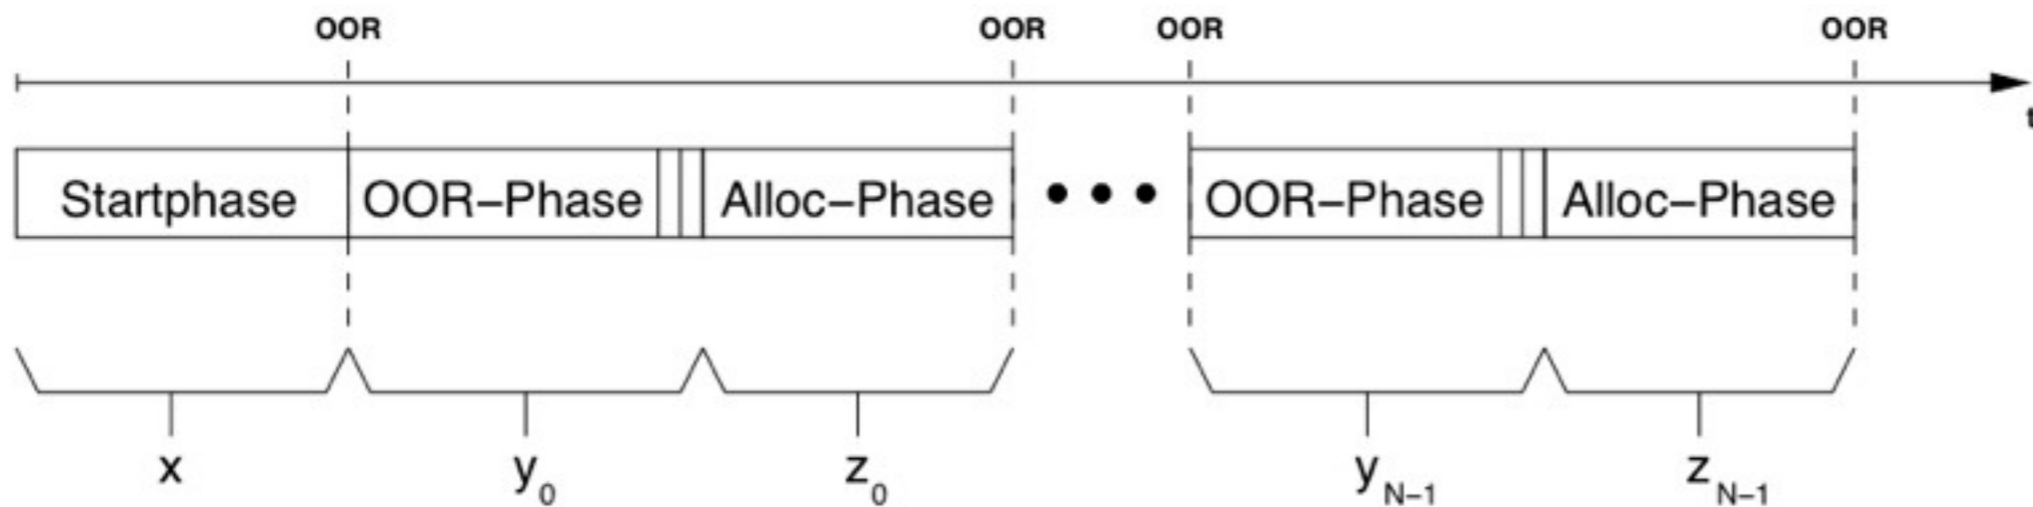 OOR OOR OOR OOR
t
Startphase OOR–Phase Alloc–Phase OOR–Phase Alloc–Phase
x y0 z0 yN–1 zN–1